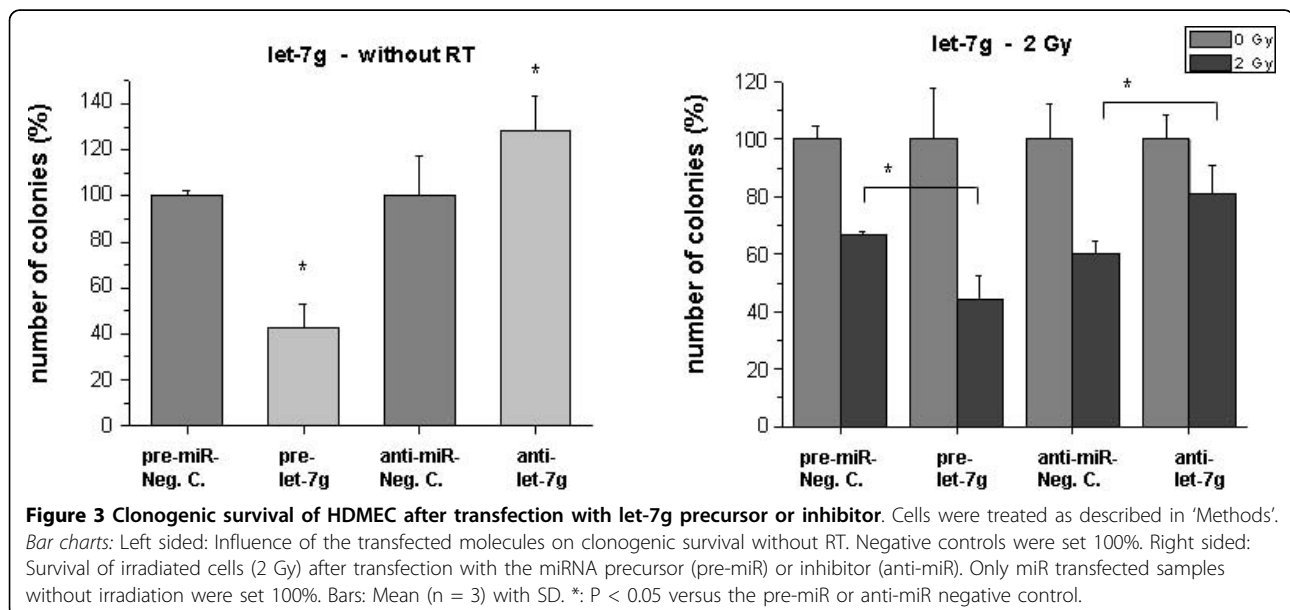 let-7g - without RT
number of colonies (%)
140
120
100
80
60
40
20
0
*
*
pre-miR-
Neg. C.
pre-
let-7g
anti-miR-
Neg. C.
anti-
let-7g
let-7g - 2 Gy
0 Gy
2 Gy
number of colonies (%)
120
100
80
60
40
20
0
*
*
pre-miR-
Neg. C.
pre-
let-7g
anti-miR-
Neg. C.
anti-
let-7g
Figure 3 Clonogenic survival of HDMEC after transfection with let-7g precursor or inhibitor. Cells were treated as described in ‘Methods’.
Bar charts: Left sided: Influence of the transfected molecules on clonogenic survival without RT. Negative controls were set 100%. Right sided:
Survival of irradiated cells (2 Gy) after transfection with the miRNA precursor (pre-miR) or inhibitor (anti-miR). Only miR transfected samples
without irradiation were set 100%. Bars: Mean (n = 3) with SD. *: P < 0.05 versus the pre-miR or anti-miR negative control.